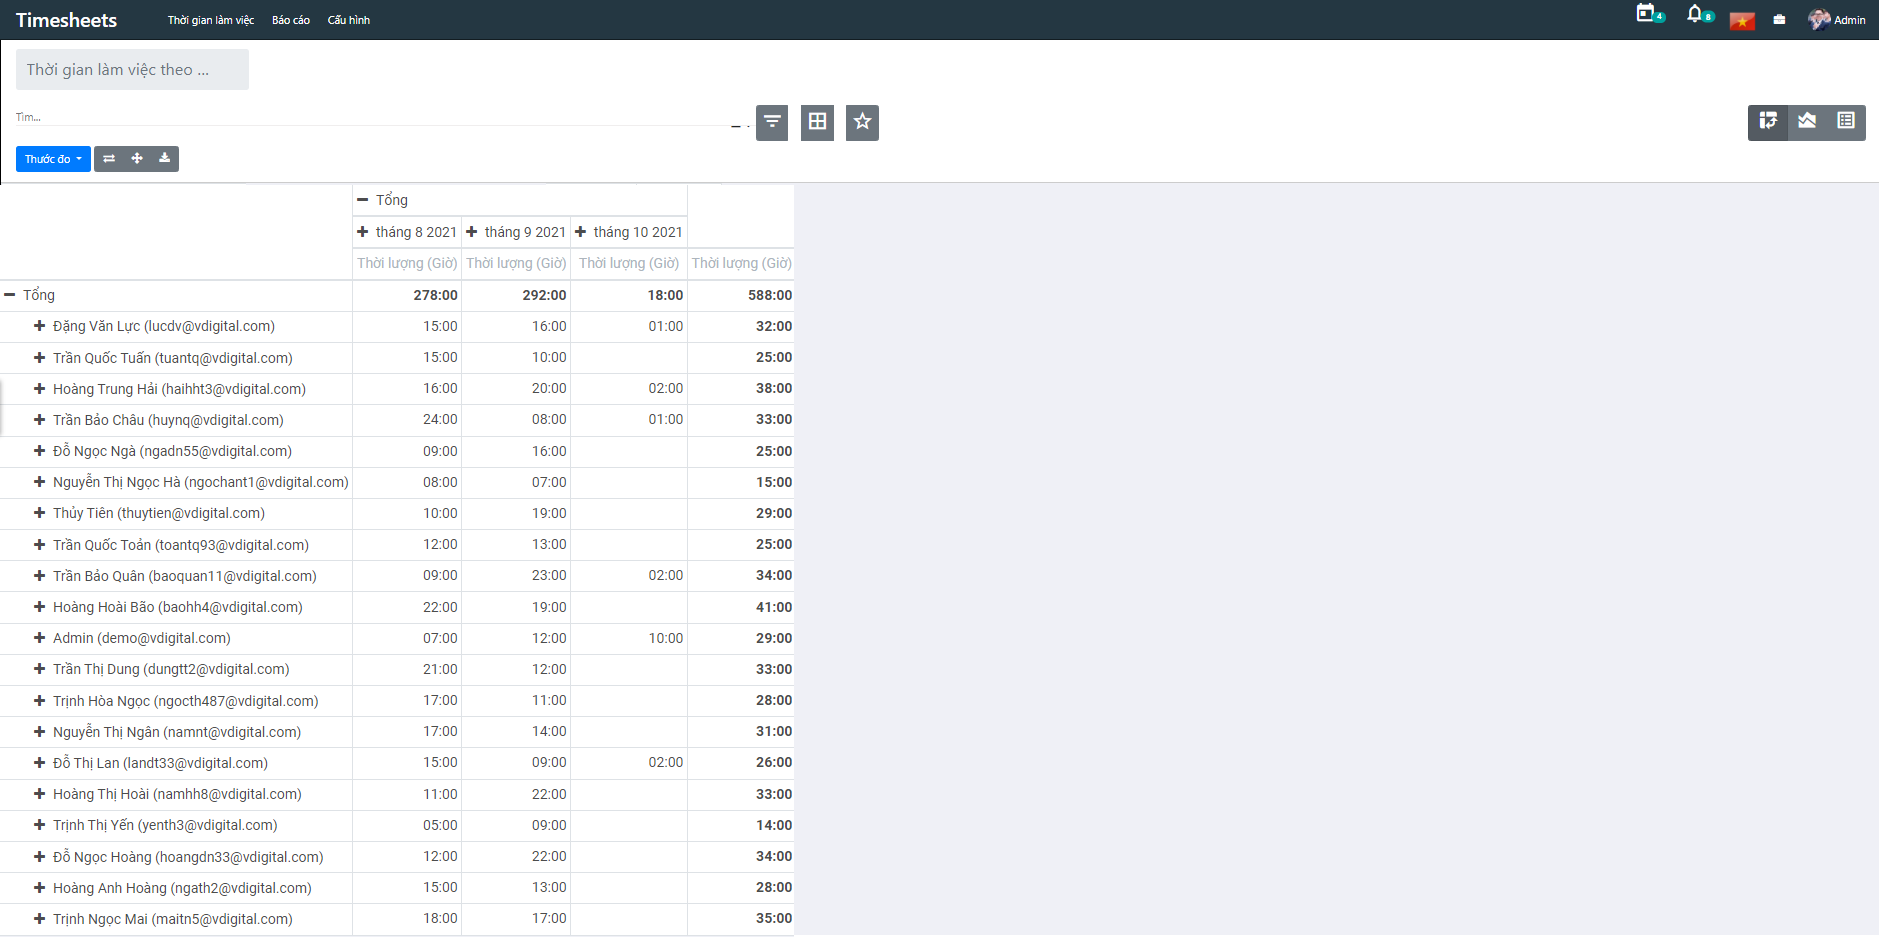 Timesheets Thời gian làm việc Báo cáo Cấu hình 4 8 Admin
Thời gian làm việc theo ...
Tìm...
Thước đo
Tổng
tháng 8 2021 tháng 9 2021 tháng 10 2021
Thời lượng (Giờ) Thời lượng (Giờ) Thời lượng (Giờ) Thời lượng (Giờ)
Tổng 278:00 292:00 18:00 588:00
Đặng Văn Lực (lucdv@vdigital.com) 15:00 16:00 01:00 32:00
Trần Quốc Tuấn (tuantq@vdigital.com) 15:00 10:00 25:00
Hoàng Trung Hải (haihht3@vdigital.com) 16:00 20:00 02:00 38:00
Trần Bảo Châu (huynq@vdigital.com) 24:00 08:00 01:00 33:00
Đỗ Ngọc Ngà (ngadn55@vdigital.com) 09:00 16:00 25:00
Nguyễn Thị Ngọc Hà (ngochant1@vdigital.com) 08:00 07:00 15:00
Thủy Tiên (thuytien@vdigital.com) 10:00 19:00 29:00
Trần Quốc Toản (toantq93@vdigital.com) 12:00 13:00 25:00
Trần Bảo Quân (baoquan11@vdigital.com) 09:00 23:00 02:00 34:00
Hoàng Hoài Bão (baohh4@vdigital.com) 22:00 19:00 41:00
Admin (demo@vdigital.com) 07:00 12:00 10:00 29:00
Trần Thị Dung (dungtt2@vdigital.com) 21:00 12:00 33:00
Trịnh Hòa Ngọc (ngocth487@vdigital.com) 17:00 11:00 28:00
Nguyễn Thị Ngân (namnt@vdigital.com) 17:00 14:00 31:00
Đỗ Thị Lan (landt33@vdigital.com) 15:00 09:00 02:00 26:00
Hoàng Thị Hoài (namhh8@vdigital.com) 11:00 22:00 33:00
Trịnh Thị Yến (yenth3@vdigital.com) 05:00 09:00 14:00
Đỗ Ngọc Hoàng (hoangdn33@vdigital.com) 12:00 22:00 34:00
Hoàng Anh Hoàng (ngath2@vdigital.com) 15:00 13:00 28:00
Trịnh Ngọc Mai (maitn5@vdigital.com) 18:00 17:00 35:00